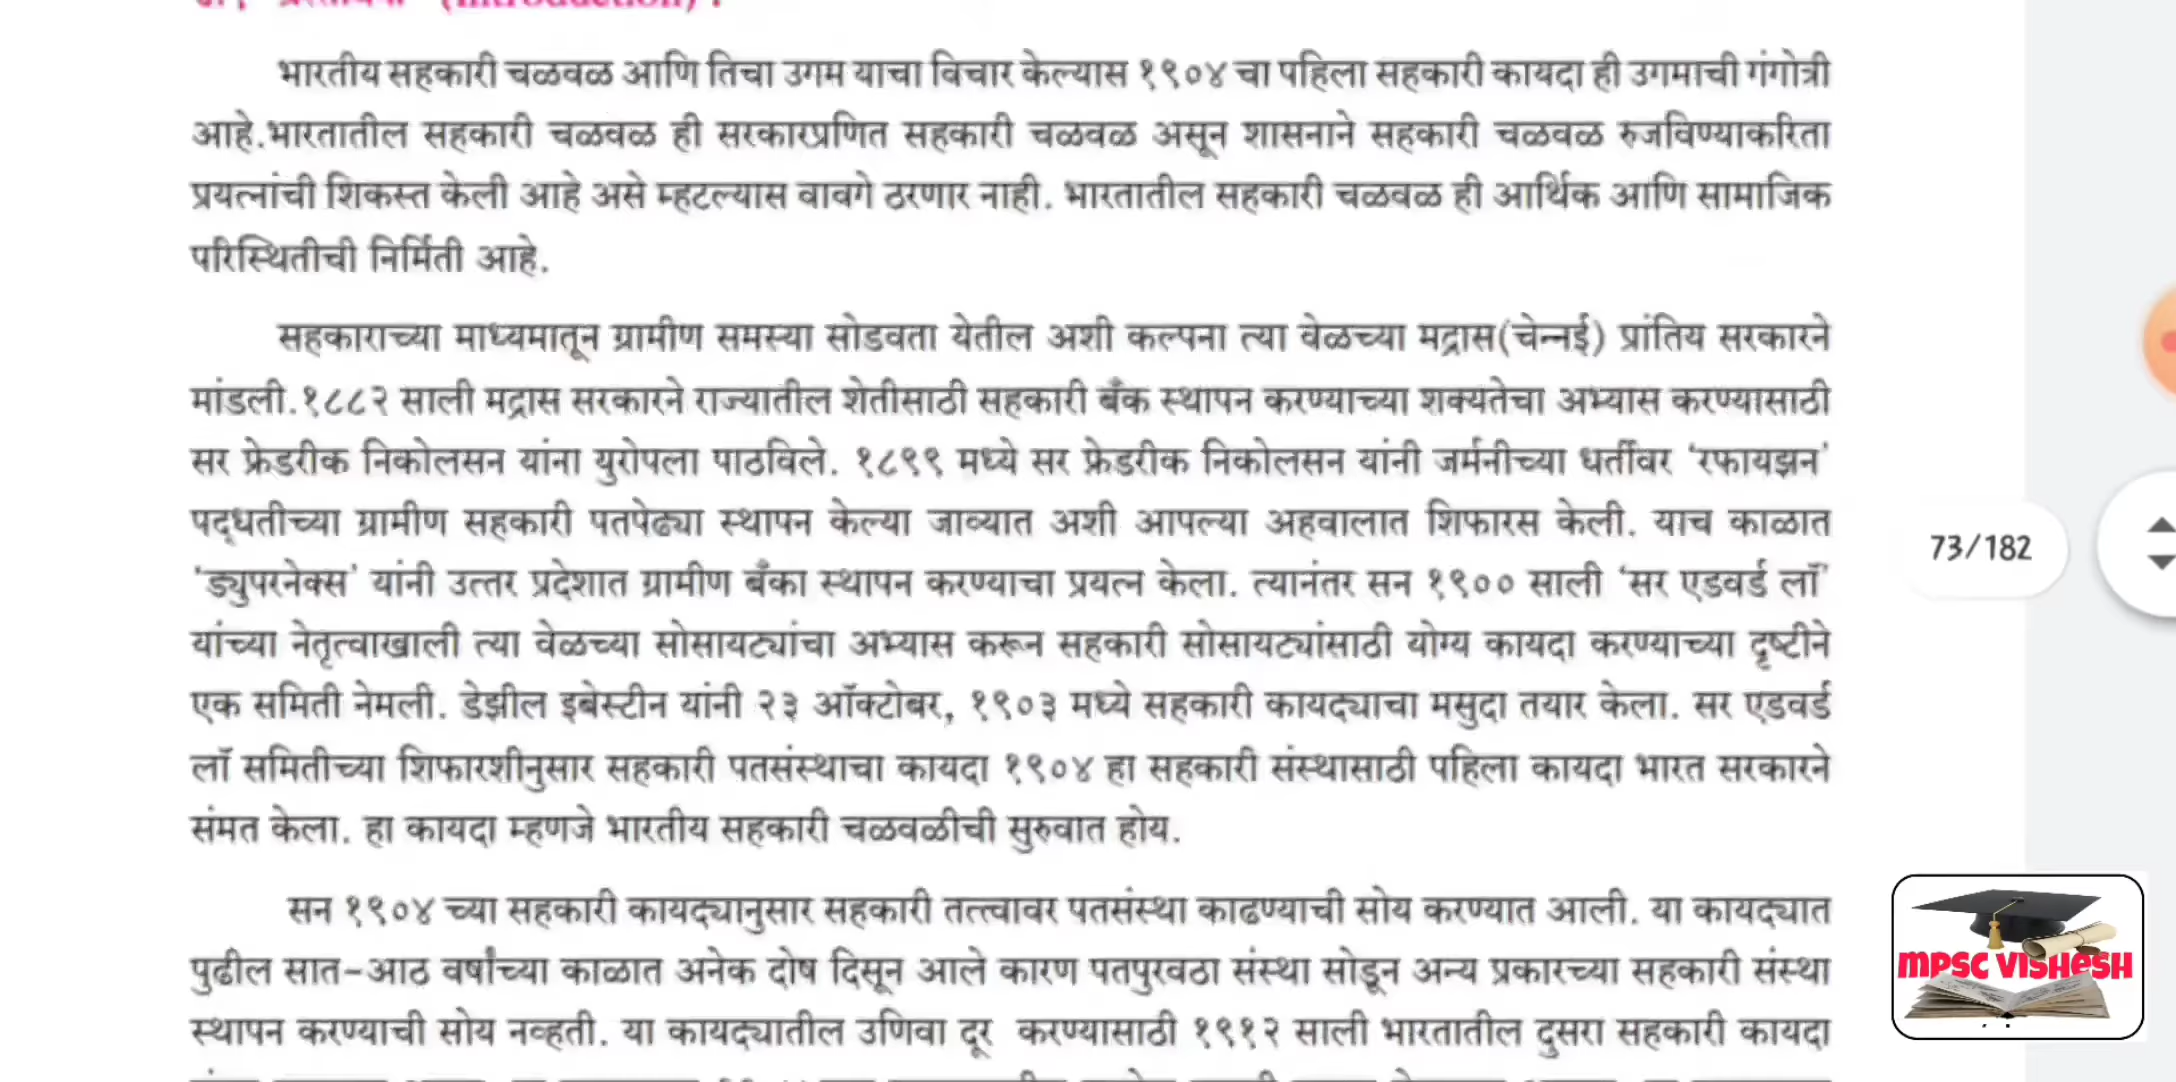 (Introduction) :
भारतीय सहकारी चळवळ आणि तिचा उगम याचा विचार केल्यास १९०४ चा पहिला सहकारी कायदा ही उगमाची गंगोत्री
आहे.भारतातील सहकारी चळवळ ही सरकारप्रणित सहकारी चळवळ असून शासनाने सहकारी चळवळ रुजविण्याकरिता
प्रयत्नांची शिकस्त केली आहे असे म्हटल्यास वावगे ठरणार नाही. भारतातील सहकारी चळवळ ही आर्थिक आणि सामाजिक
परिस्थितीची निर्मिती आहे.
सहकाराच्या माध्यमातून ग्रामीण समस्या सोडवता येतील अशी कल्पना त्या वेळच्या मद्रास(चेन्नई) प्रांतिय सरकारने
मांडली.१८८२ साली मद्रास सरकारने राज्यातील शेतीसाठी सहकारी बँक स्थापन करण्याच्या शक्यतेचा अभ्यास करण्यासाठी
सर फ्रेडरीक निकोलसन यांना युरोपला पाठविले. १८९९ मध्ये सर फ्रेडरीक निकोलसन यांनी जर्मनीच्या धर्तीवर ‘रफायझन’
पद्धतीच्या ग्रामीण सहकारी पतपेढ्या स्थापन केल्या जाव्यात अशी आपल्या अहवालात शिफारस केली. याच काळात
‘ड्युपरनेक्स’ यांनी उत्तर प्रदेशात ग्रामीण बँका स्थापन करण्याचा प्रयत्न केला. त्यानंतर सन १९०० साली ‘सर एडवर्ड लॉ’
यांच्या नेतृत्वाखाली त्या वेळच्या सोसायट्यांचा अभ्यास करून सहकारी सोसायट्यांसाठी योग्य कायदा करण्याच्या दृष्टीने
एक समिती नेमली. डेझील इबेस्टीन यांनी २३ ऑक्टोबर, १९०३ मध्ये सहकारी कायद्याचा मसुदा तयार केला. सर एडवर्ड
लॉ समितीच्या शिफारशीनुसार सहकारी पतसंस्थाचा कायदा १९०४ हा सहकारी संस्थासाठी पहिला कायदा भारत सरकारने
संमत केला. हा कायदा म्हणजे भारतीय सहकारी चळवळीची सुरुवात होय.
सन १९०४ च्या सहकारी कायद्यानुसार सहकारी तत्त्वावर पतसंस्था काढण्याची सोय करण्यात आली. या कायद्यात
पुढील सात-आठ वर्षांच्या काळात अनेक दोष दिसून आले कारण पतपुरवठा संस्था सोडून अन्य प्रकारच्या सहकारी संस्था
स्थापन करण्याची सोय नव्हती. या कायद्यातील उणिवा दूर करण्यासाठी १९१२ साली भारतातील दुसरा सहकारी कायदा
73/182
MPSC VISHESH